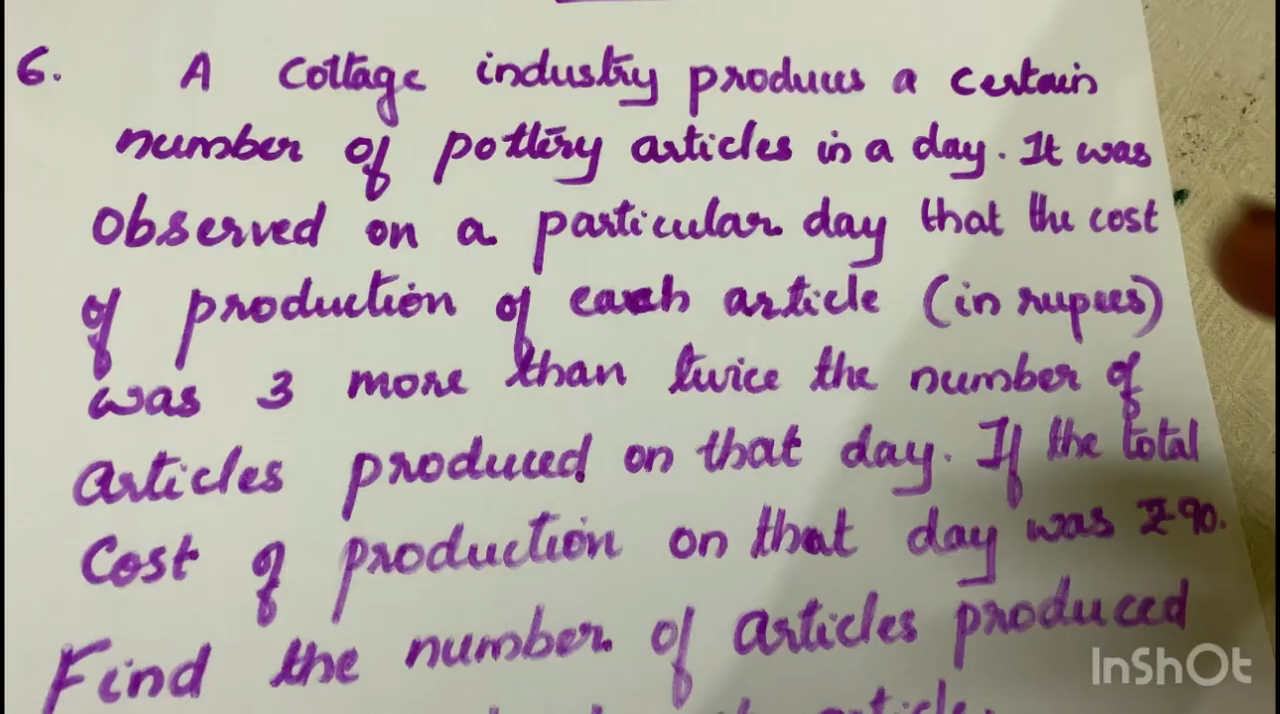 6. A Cottage industry produces a certain
number of pottery articles in a day. It was
observed on a particular day that the cost
of production of each article (in rupees)
was 3 more than twice the number of
articles produced on that day. If the total
cost of production on that day was ₹90.
Find the number of articles produced
article.
InShOt